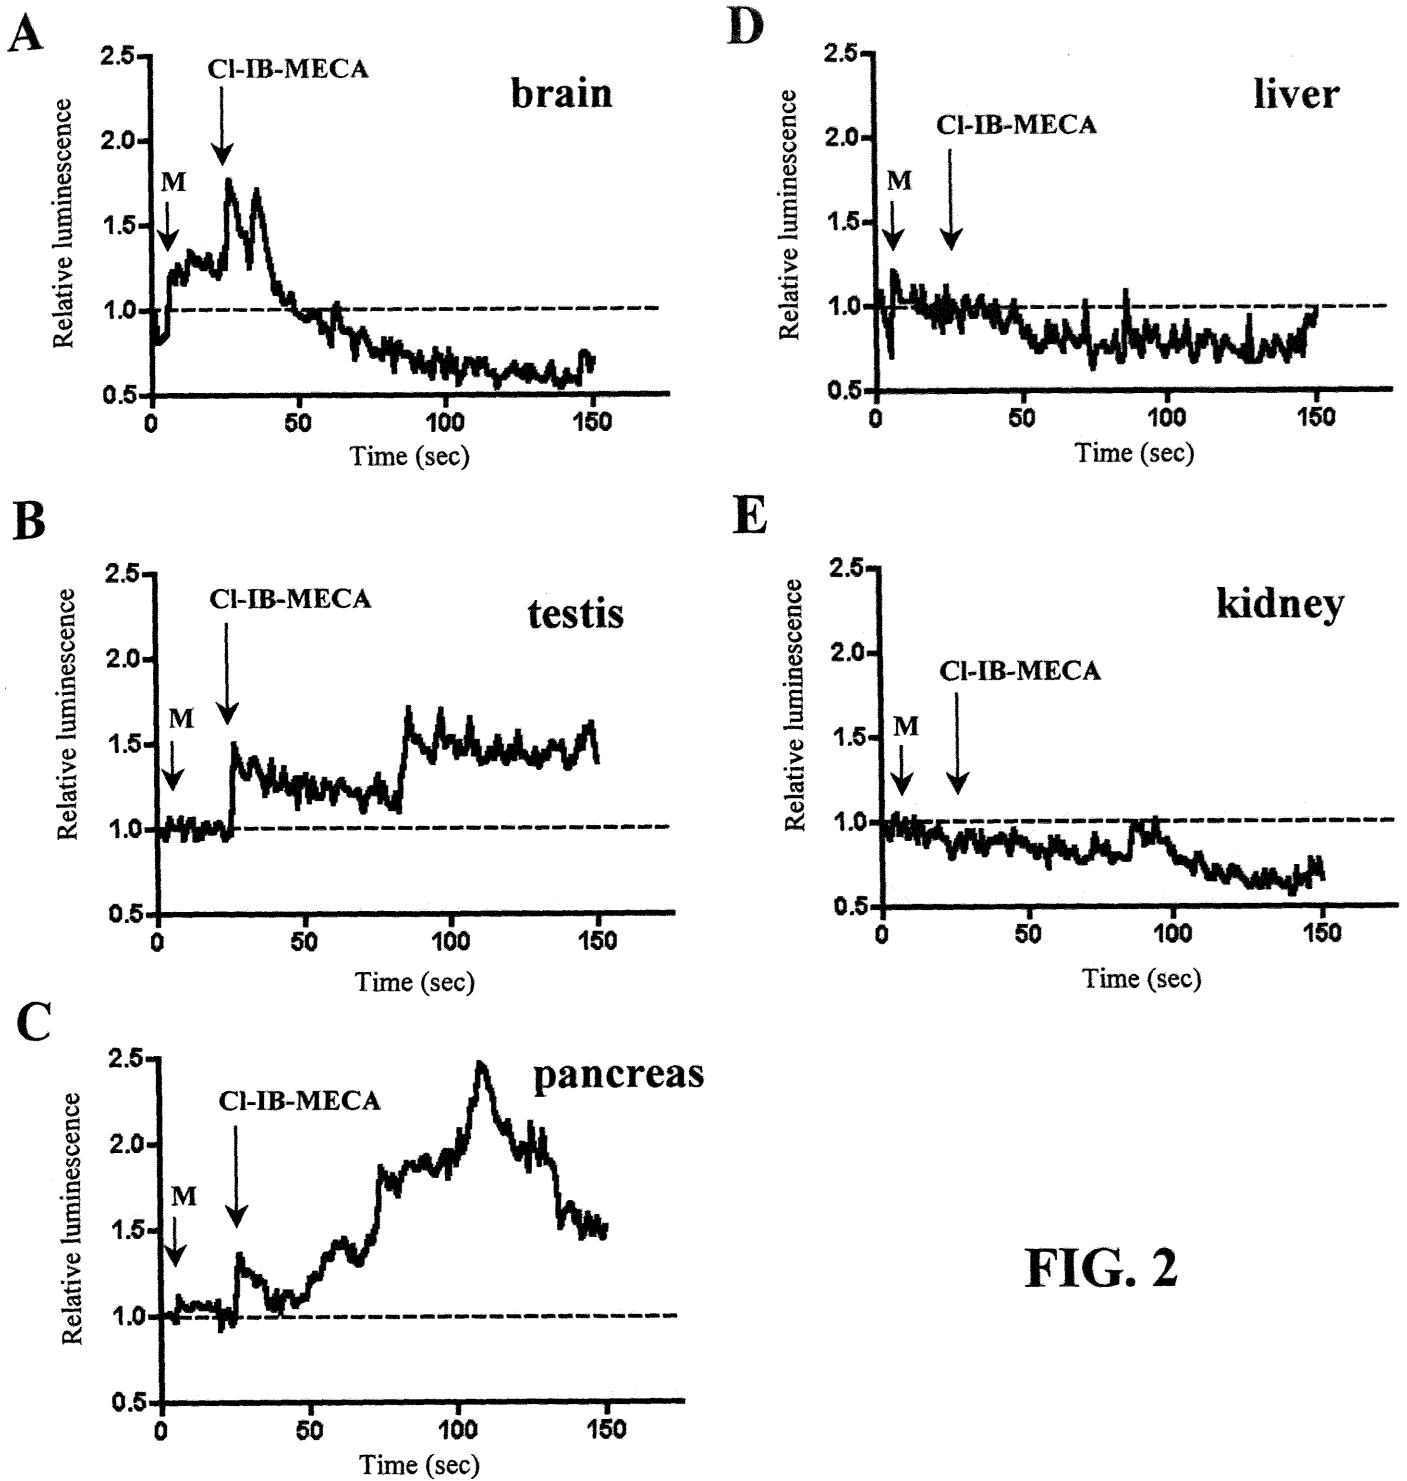 A
2.5
Cl-IB-MECA
brain
2.0
M
1.5
1.0
0.5
0 50 100 150
Relative luminescence
Time (sec)
B
2.5
Cl-IB-MECA
testis
2.0
M
1.5
1.0
0.5
0 50 100 150
Relative luminescence
Time (sec)
C
2.5
pancreas
Cl-IB-MECA
2.0
M
1.5
1.0
0.5
0 50 100 150
Relative luminescence
Time (sec)
D
2.5
liver
Cl-IB-MECA
2.0
M
1.5
1.0
0.5
0 50 100 150
Relative luminescence
Time (sec)
E
2.5
kidney
2.0
Cl-IB-MECA
M
1.5
1.0
0.5
0 50 100 150
Relative luminescence
Time (sec)
FIG. 2